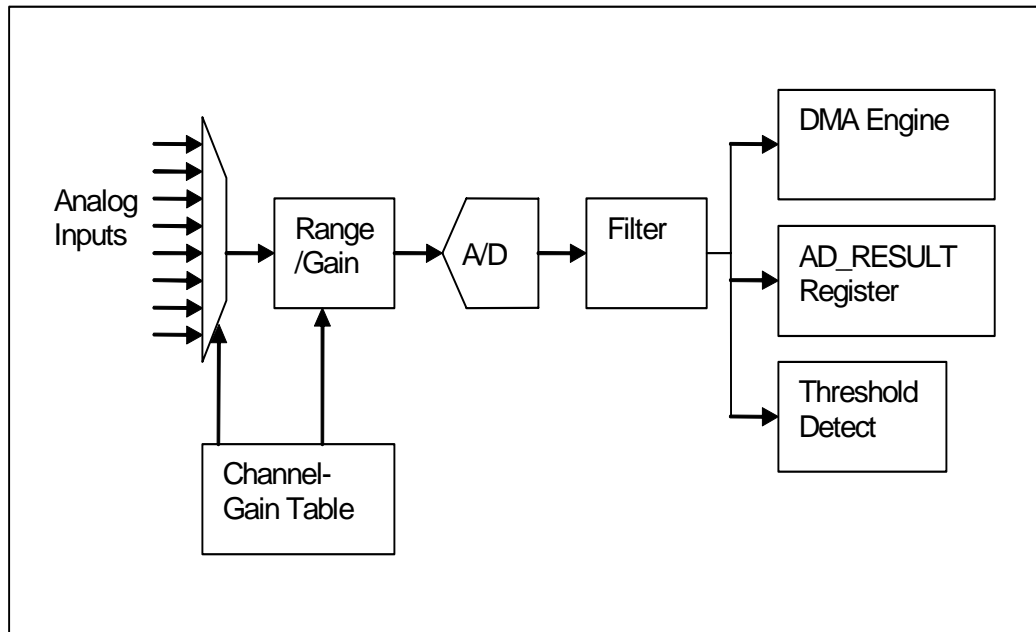 Analog
Inputs
Range
/Gain
A/D
Filter
DMA Engine
AD_RESULT
Register
Threshold
Detect
Channel-
Gain Table